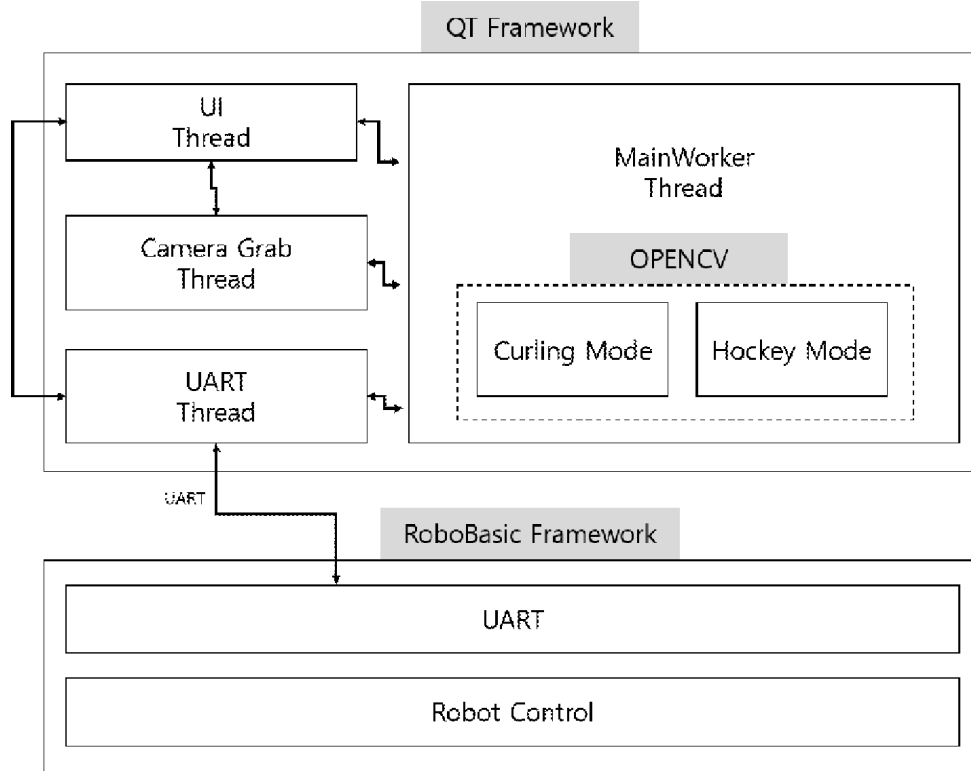 QT Framework
UI
Thread
MainWorker
Thread
Camera Grab
Thread
OPENCV
Curling Mode
Hockey Mode
UART
Thread
UART
RoboBasic Framework
UART
Robot Control